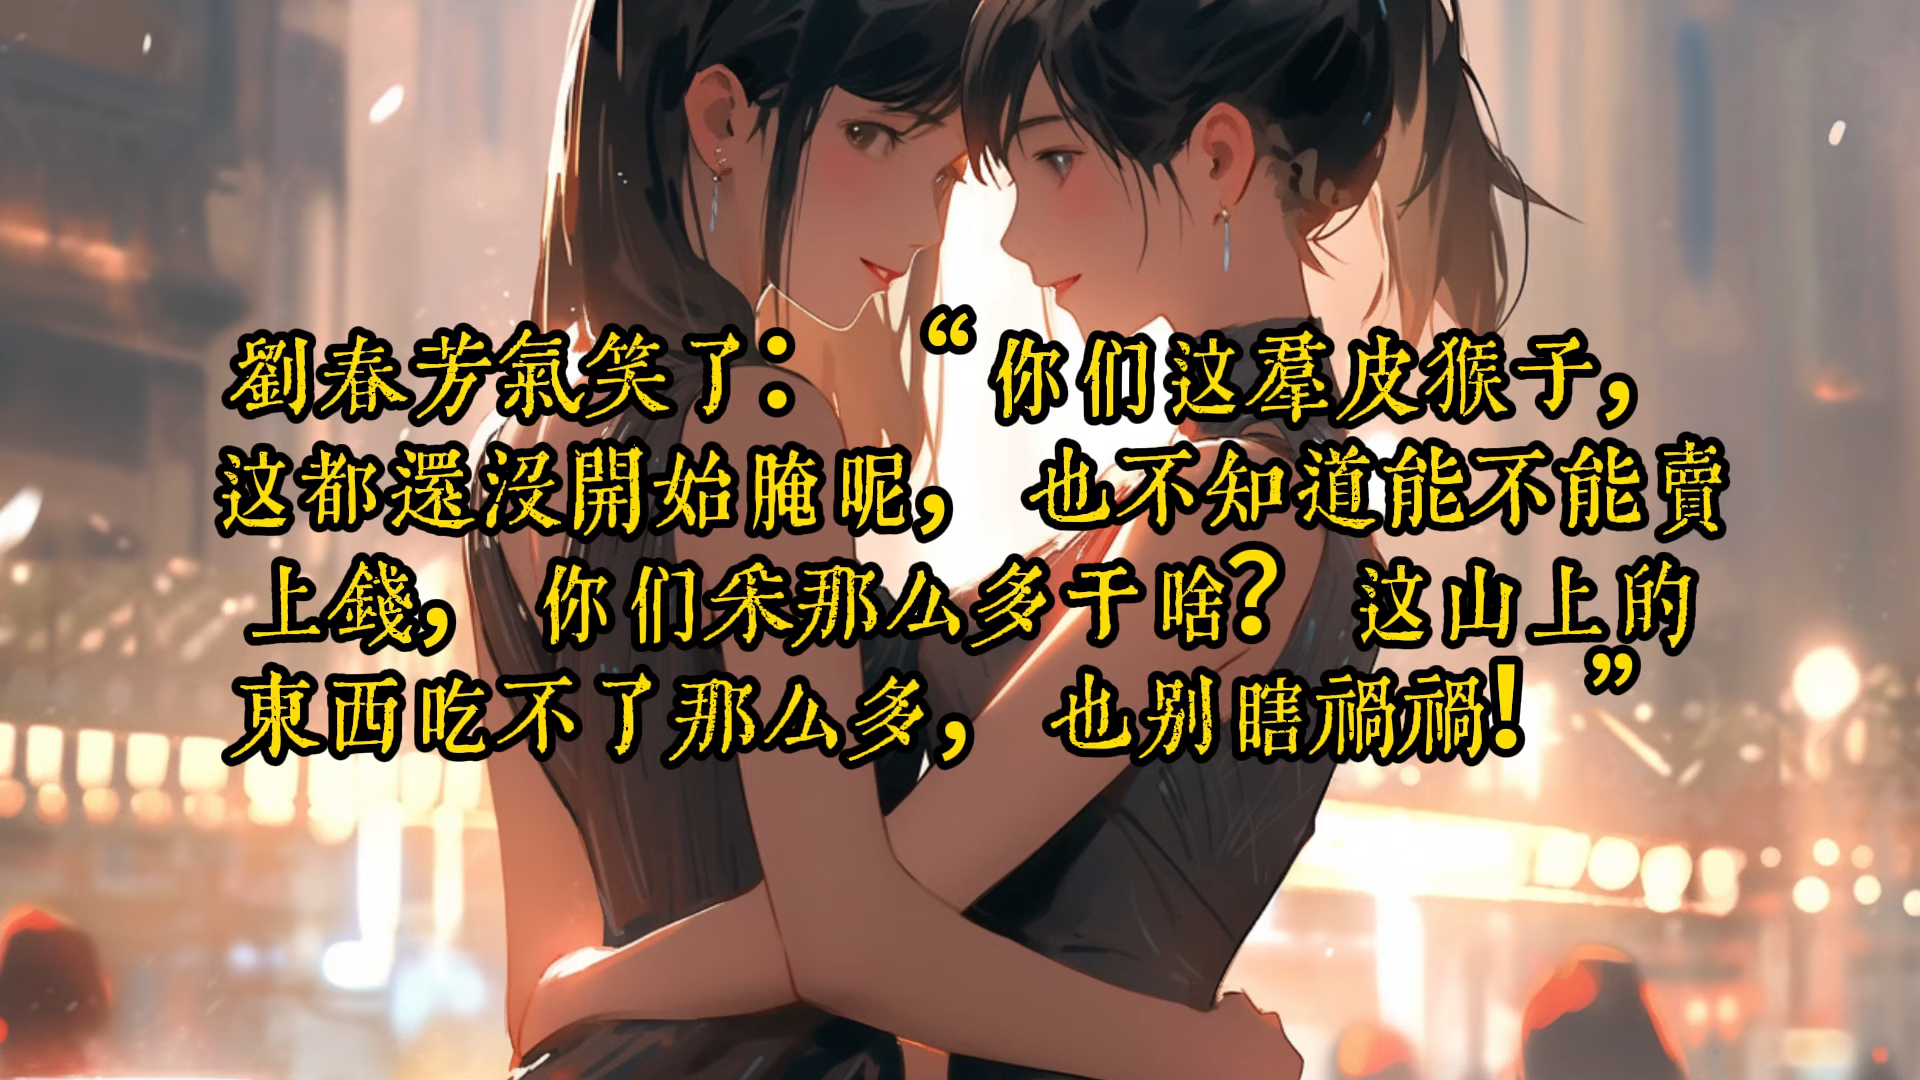 劉春芳氣笑了：“你们这羣皮猴子，
这都還没開始腌呢，也不知道能不能賣
上錢，你们采那么多干啥？这山上的
東西吃不了那么多，也别瞎禍禍！”